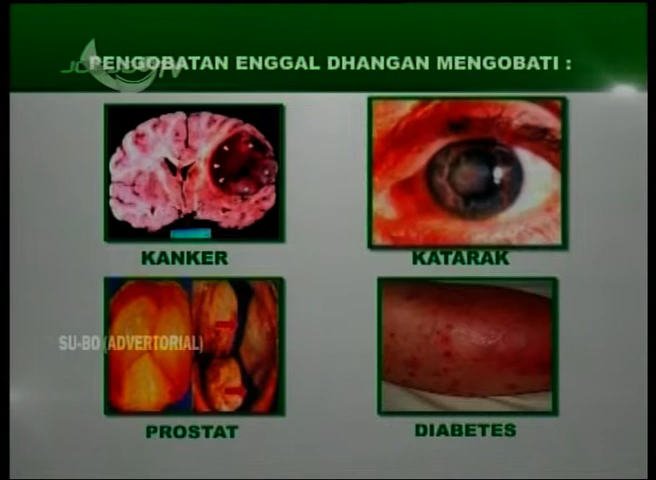 PENGOBATAN ENGGAL DHANGAN MENGOBATI :
KANKER
KATARAK
SU-BO (ADVERTORIAL)
PROSTAT
DIABETES